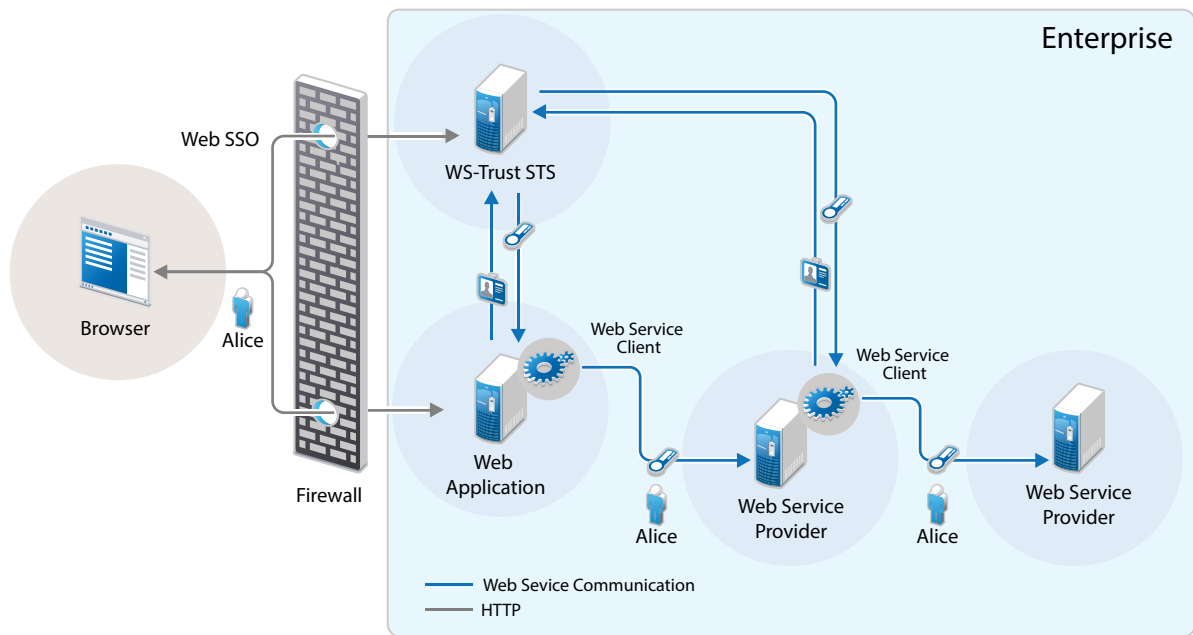 Enterprise
Web SSO
WS-Trust STS
Browser
Alice
Firewall
Web Service
Client
Web
Application
Web Service
Client
Alice
Web Service
Provider
Alice
Web Service
Provider
Web Sevice Communication
HTTP